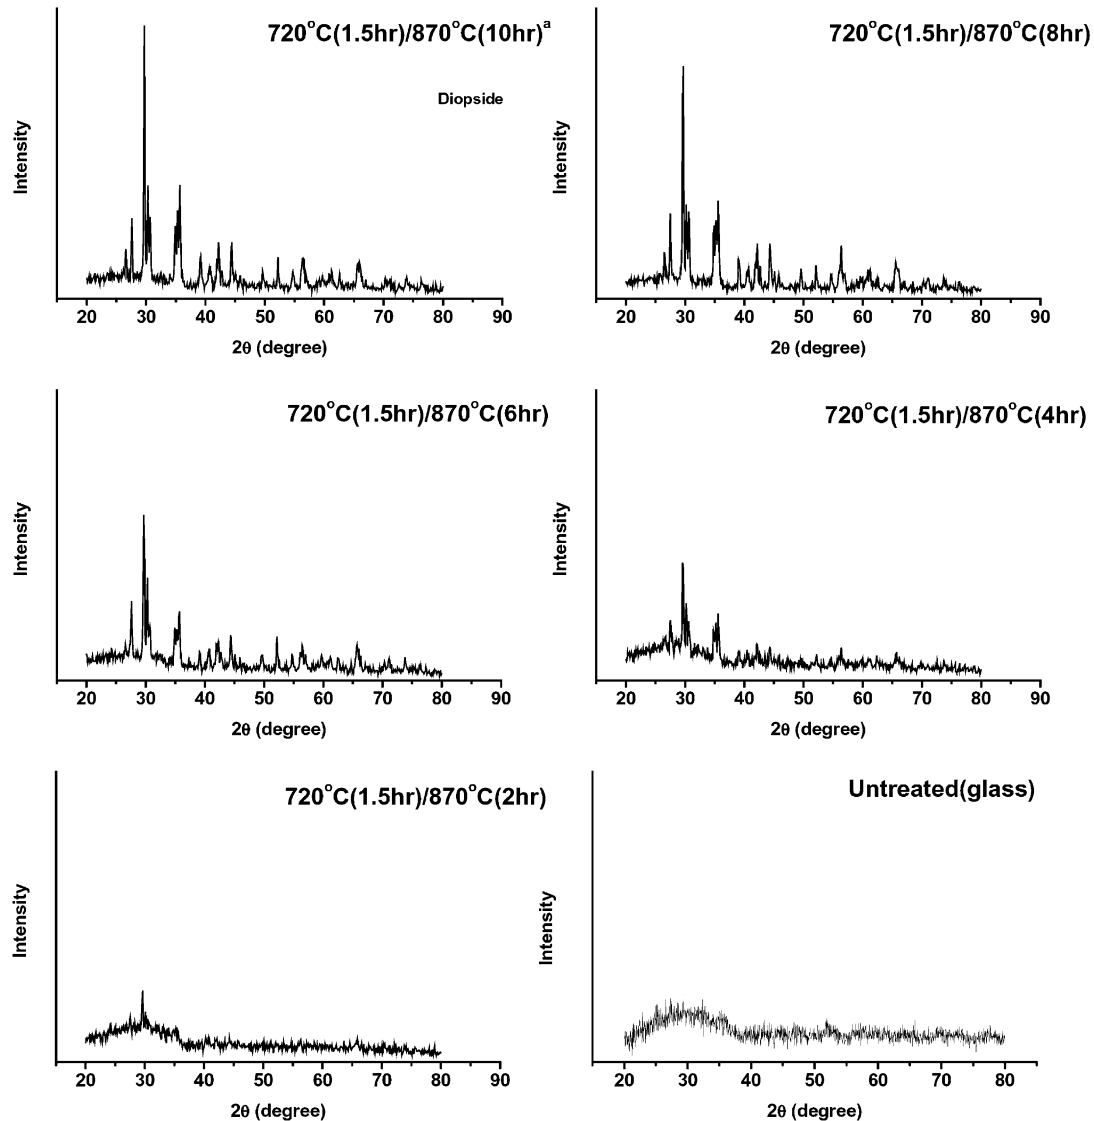 720°C(1.5hr)/870°C(10hr)ᵃ
Diopside
Intensity
20 30 40 50 60 70 80 90
2θ (degree)
720°C(1.5hr)/870°C(8hr)
Intensity
20 30 40 50 60 70 80 90
2θ (degree)
720°C(1.5hr)/870°C(6hr)
Intensity
20 30 40 50 60 70 80 90
2θ (degree)
720°C(1.5hr)/870°C(4hr)
Intensity
20 30 40 50 60 70 80 90
2θ (degree)
720°C(1.5hr)/870°C(2hr)
Intensity
20 30 40 50 60 70 80 90
2θ (degree)
Untreated(glass)
Intensity
20 30 40 50 60 70 80
2θ (degree)